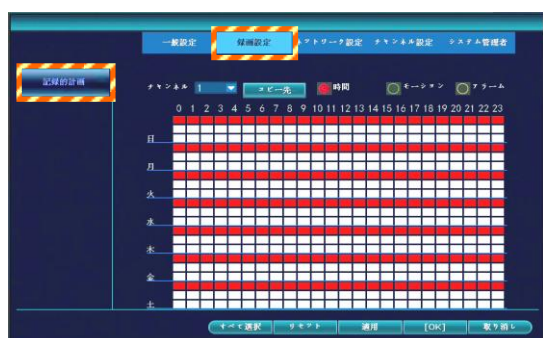 一般設定 録画設定 ネットワーク設定 チャンネル設定 システム管理者
記録的計画
チャンネル 1 コピー先 時間 モーション アラーム
0 1 2 3 4 5 6 7 8 9 10 11 12 13 14 15 16 17 18 19 20 21 22 23
日
月
火
水
木
金
土
すべて選択 リセット 適用 [OK] 取り消し